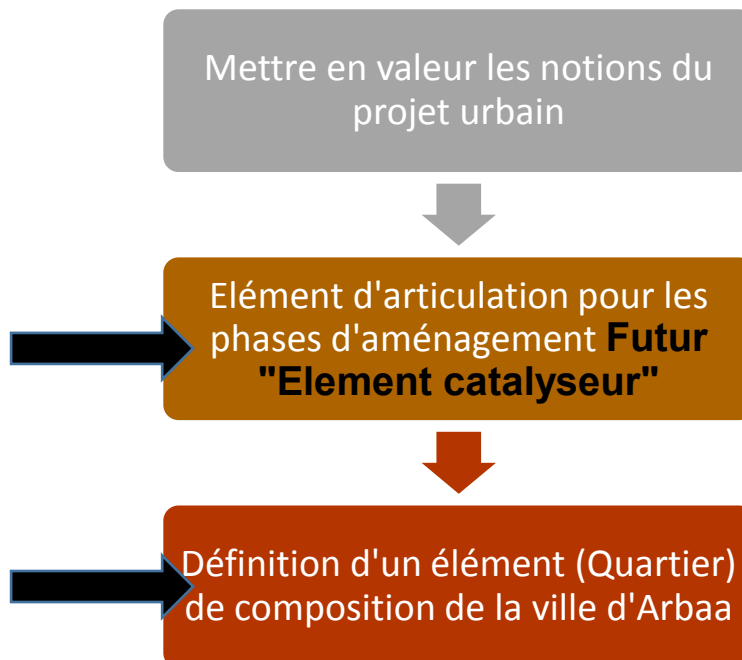 Mettre en valeur les notions du
projet urbain
Elément d'articulation pour les
phases d'aménagement Futur
"Element catalyseur"
Définition d'un élément (Quartier)
de composition de la ville d'Arbaa